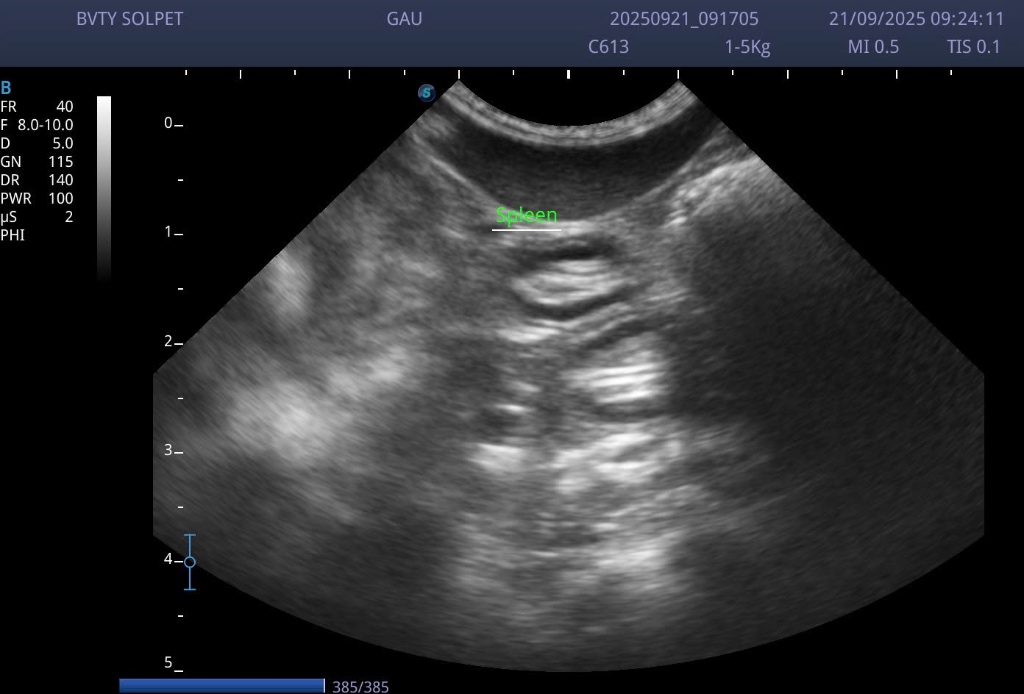 BVTY SOLPET GAU 20250921_091705 21/09/2025 09:24:11
C613 1-5Kg MI 0.5 TIS 0.1
B
FR 40
F 8.0-10.0
D 5.0
GN 115
DR 140
PWR 100
µS 2
PHI
S
0
Spleen
1
2
3
4
5
385/385